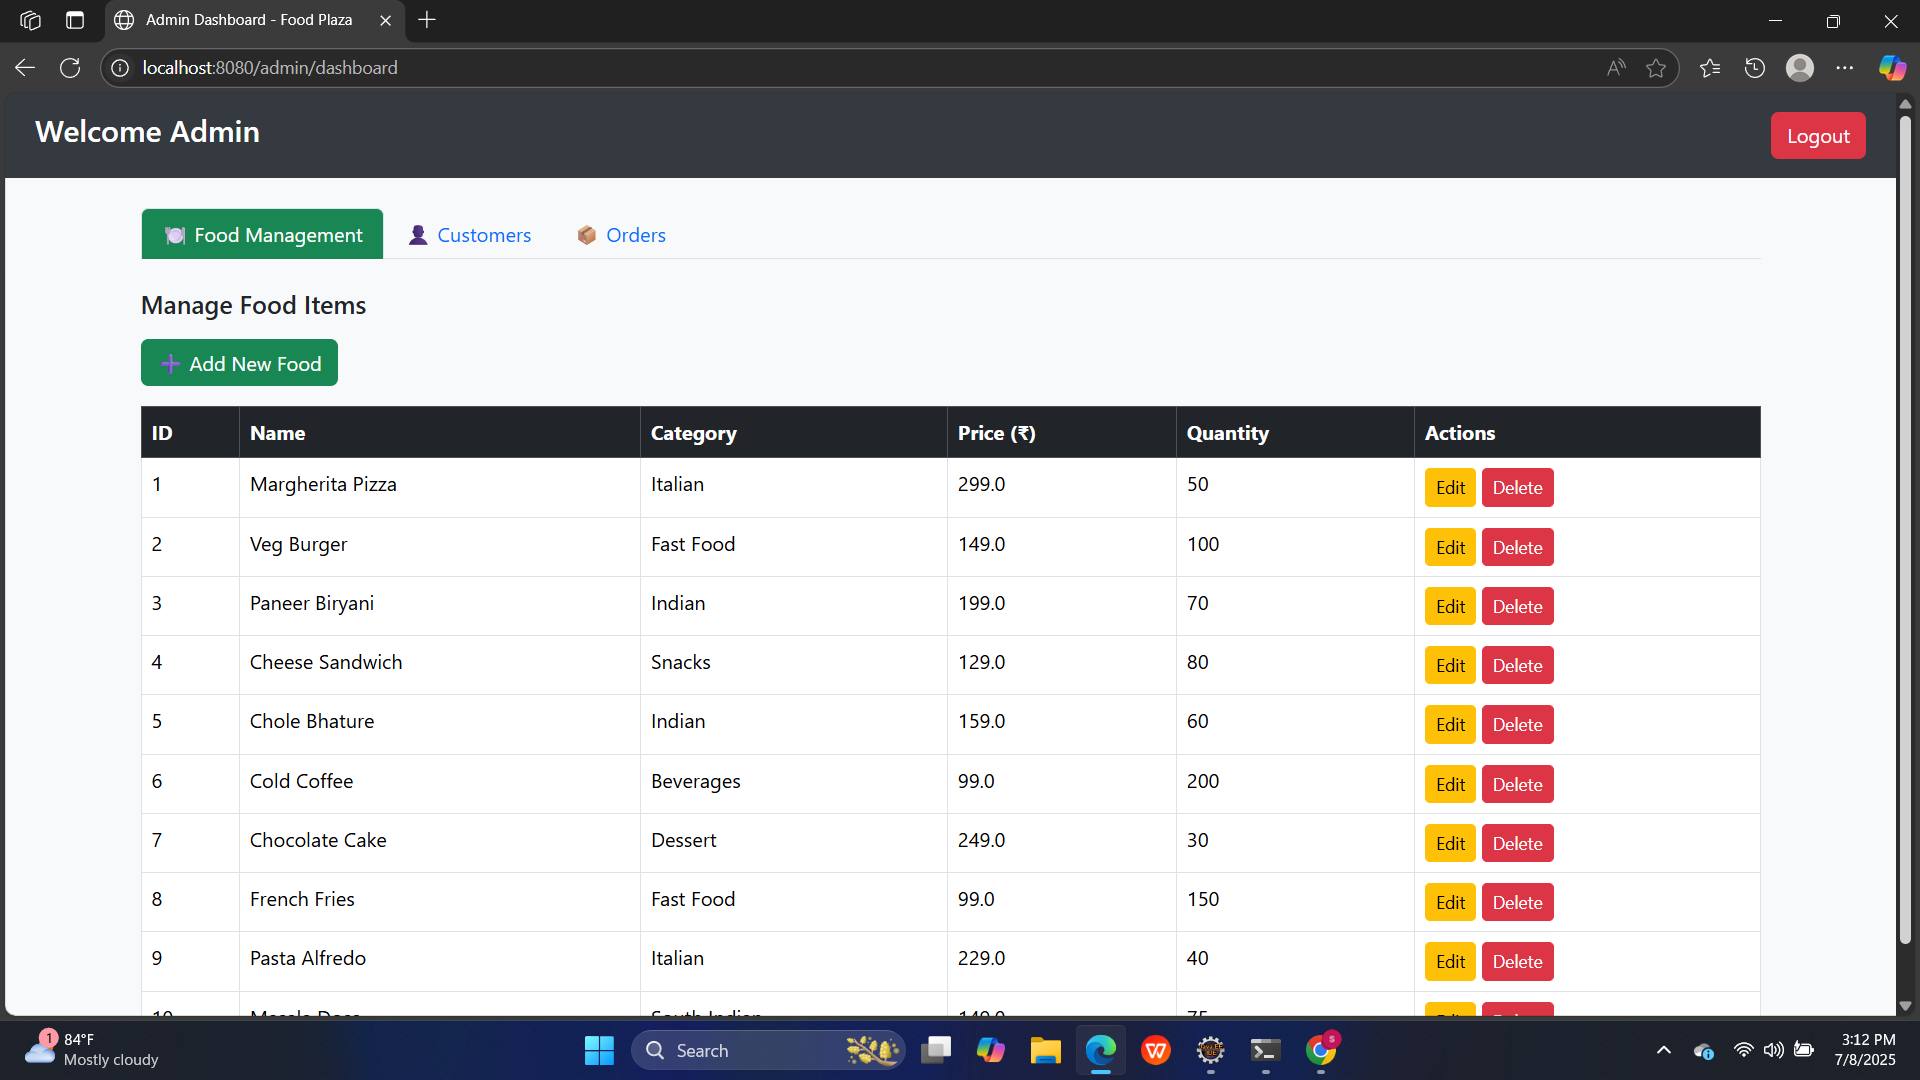 Admin Dashboard - Food Plaza
localhost:8080/admin/dashboard
Welcome Admin
Logout
Food Management Customers Orders
Manage Food Items
Add New Food
ID Name Category Price (₹) Quantity Actions
1 Margherita Pizza Italian 299.0 50 Edit Delete
2 Veg Burger Fast Food 149.0 100 Edit Delete
3 Paneer Biryani Indian 199.0 70 Edit Delete
4 Cheese Sandwich Snacks 129.0 80 Edit Delete
5 Chole Bhature Indian 159.0 60 Edit Delete
6 Cold Coffee Beverages 99.0 200 Edit Delete
7 Chocolate Cake Dessert 249.0 30 Edit Delete
8 French Fries Fast Food 99.0 150 Edit Delete
9 Pasta Alfredo Italian 229.0 40 Edit Delete
10 Masala Dosa South Indian 75
1 84°F
Mostly cloudy
Search
3:12 PM
7/8/2025